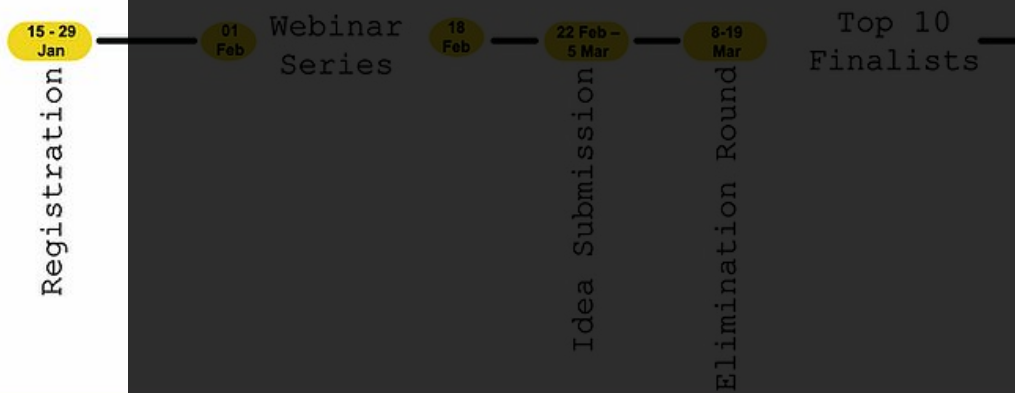 15 - 29
Jan
Registration
01
Feb
Webinar
Series
18
Feb
22 Feb –
5 Mar
Idea Submission
8-19
Mar
Elimination Round
Top 10
Finalists